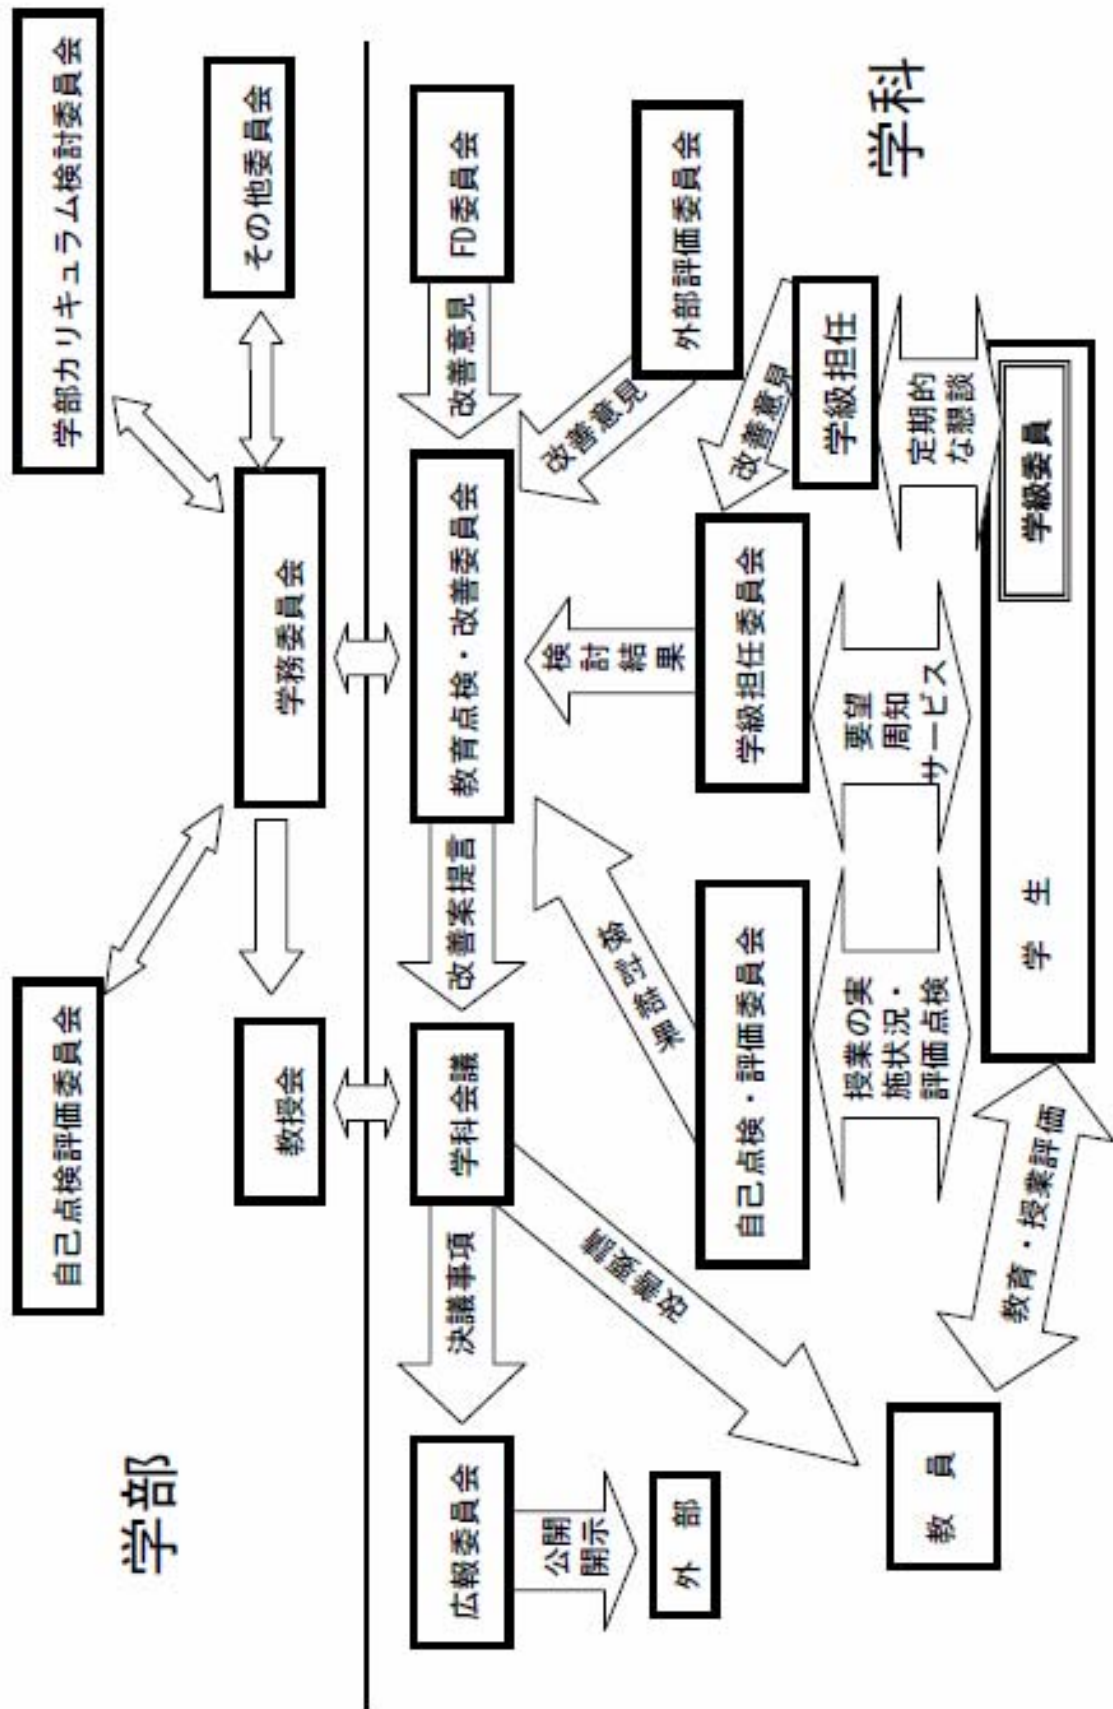 学部
自己点検評価委員会
学部カリキュラム検討委員会
教授会
学務委員会
その他委員会
広報委員会
決議事項
学科会議
改善案提言
教育点検・改善委員会
改善意見
FD委員会
公開
開示
外 部
改善要請
検討結果
検討
結果
改善意見
外部評価委員会
自己点検・評価委員会
学級担任委員会
改善意見
学級担任
学科
教 員
教育・授業評価
授業の実
施状況・
評価点検
要望
周知
サービス
定期的
な懇談
学 生
学級委員